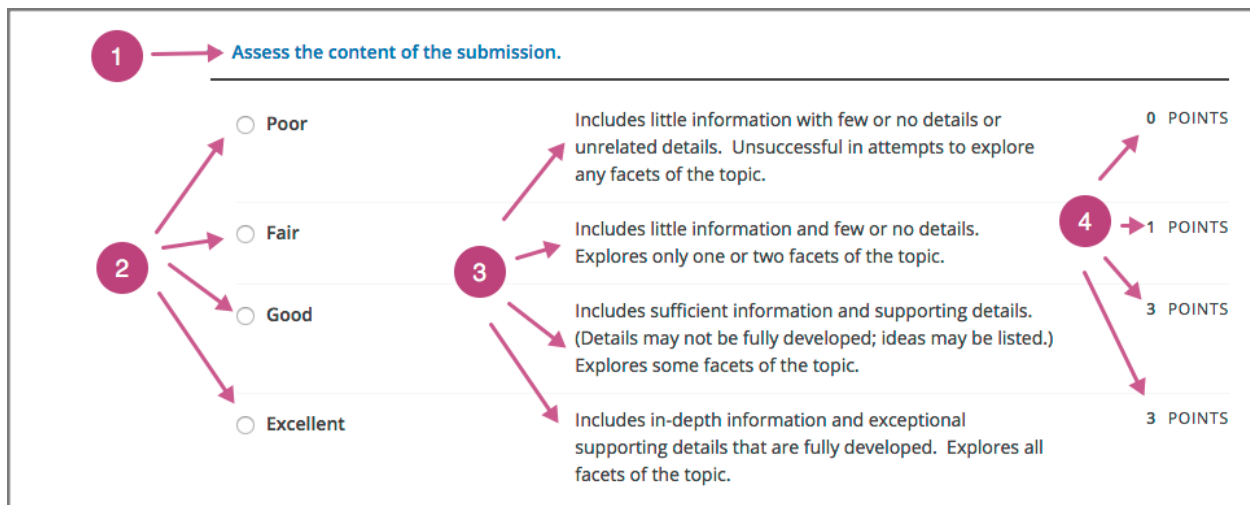 1 Assess the content of the submission.
Poor Includes little information with few or no details or 0 POINTS
unrelated details. Unsuccessful in attempts to explore
any facets of the topic.
4
Fair Includes little information and few or no details. 1 POINTS
Explores only one or two facets of the topic.
2 3
Good Includes sufficient information and supporting details. 3 POINTS
(Details may not be fully developed; ideas may be listed.)
Explores some facets of the topic.
Excellent Includes in-depth information and exceptional 3 POINTS
supporting details that are fully developed. Explores all
facets of the topic.